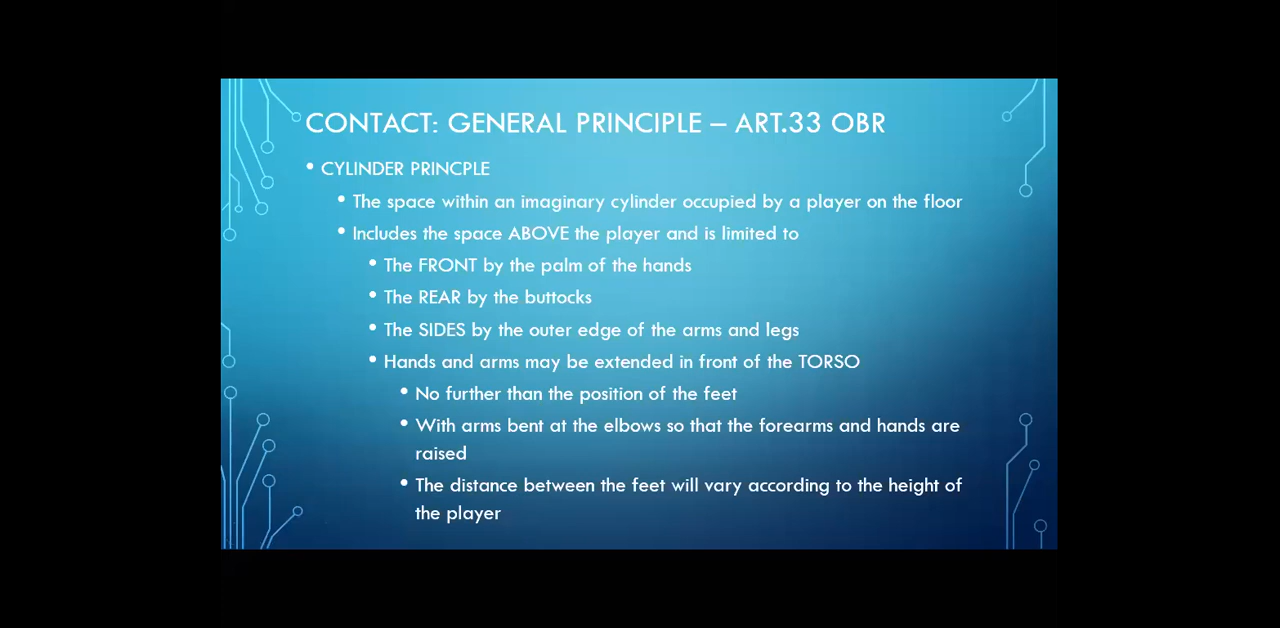 CONTACT: GENERAL PRINCIPLE – ART.33 OBR
• CYLINDER PRINCPLE
• The space within an imaginary cylinder occupied by a player on the floor
• Includes the space ABOVE the player and is limited to
• The FRONT by the palm of the hands
• The REAR by the buttocks
• The SIDES by the outer edge of the arms and legs
• Hands and arms may be extended in front of the TORSO
• No further than the position of the feet
• With arms bent at the elbows so that the forearms and hands are
raised
• The distance between the feet will vary according to the height of
the player